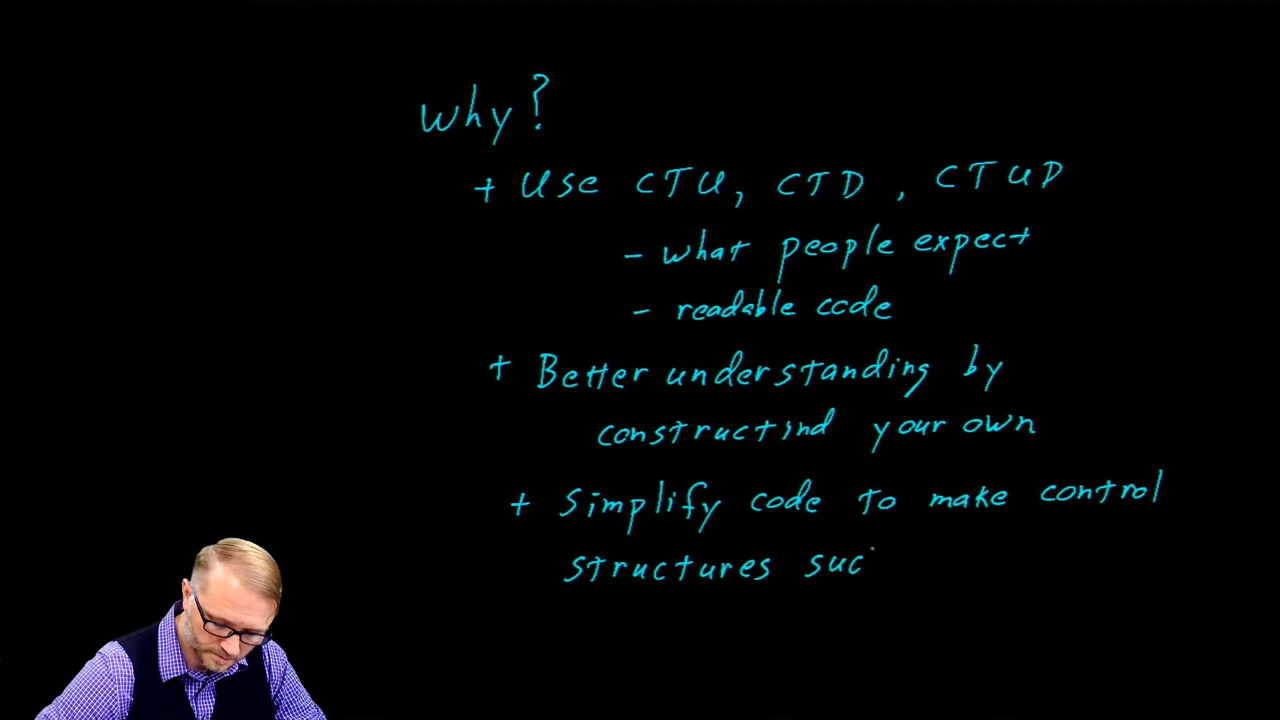 Why?
+ Use CTU, CTD, CTUD
- what people expect
- readable code
+ Better understanding by
constructind your own
+ Simplify code to make control
structures suc